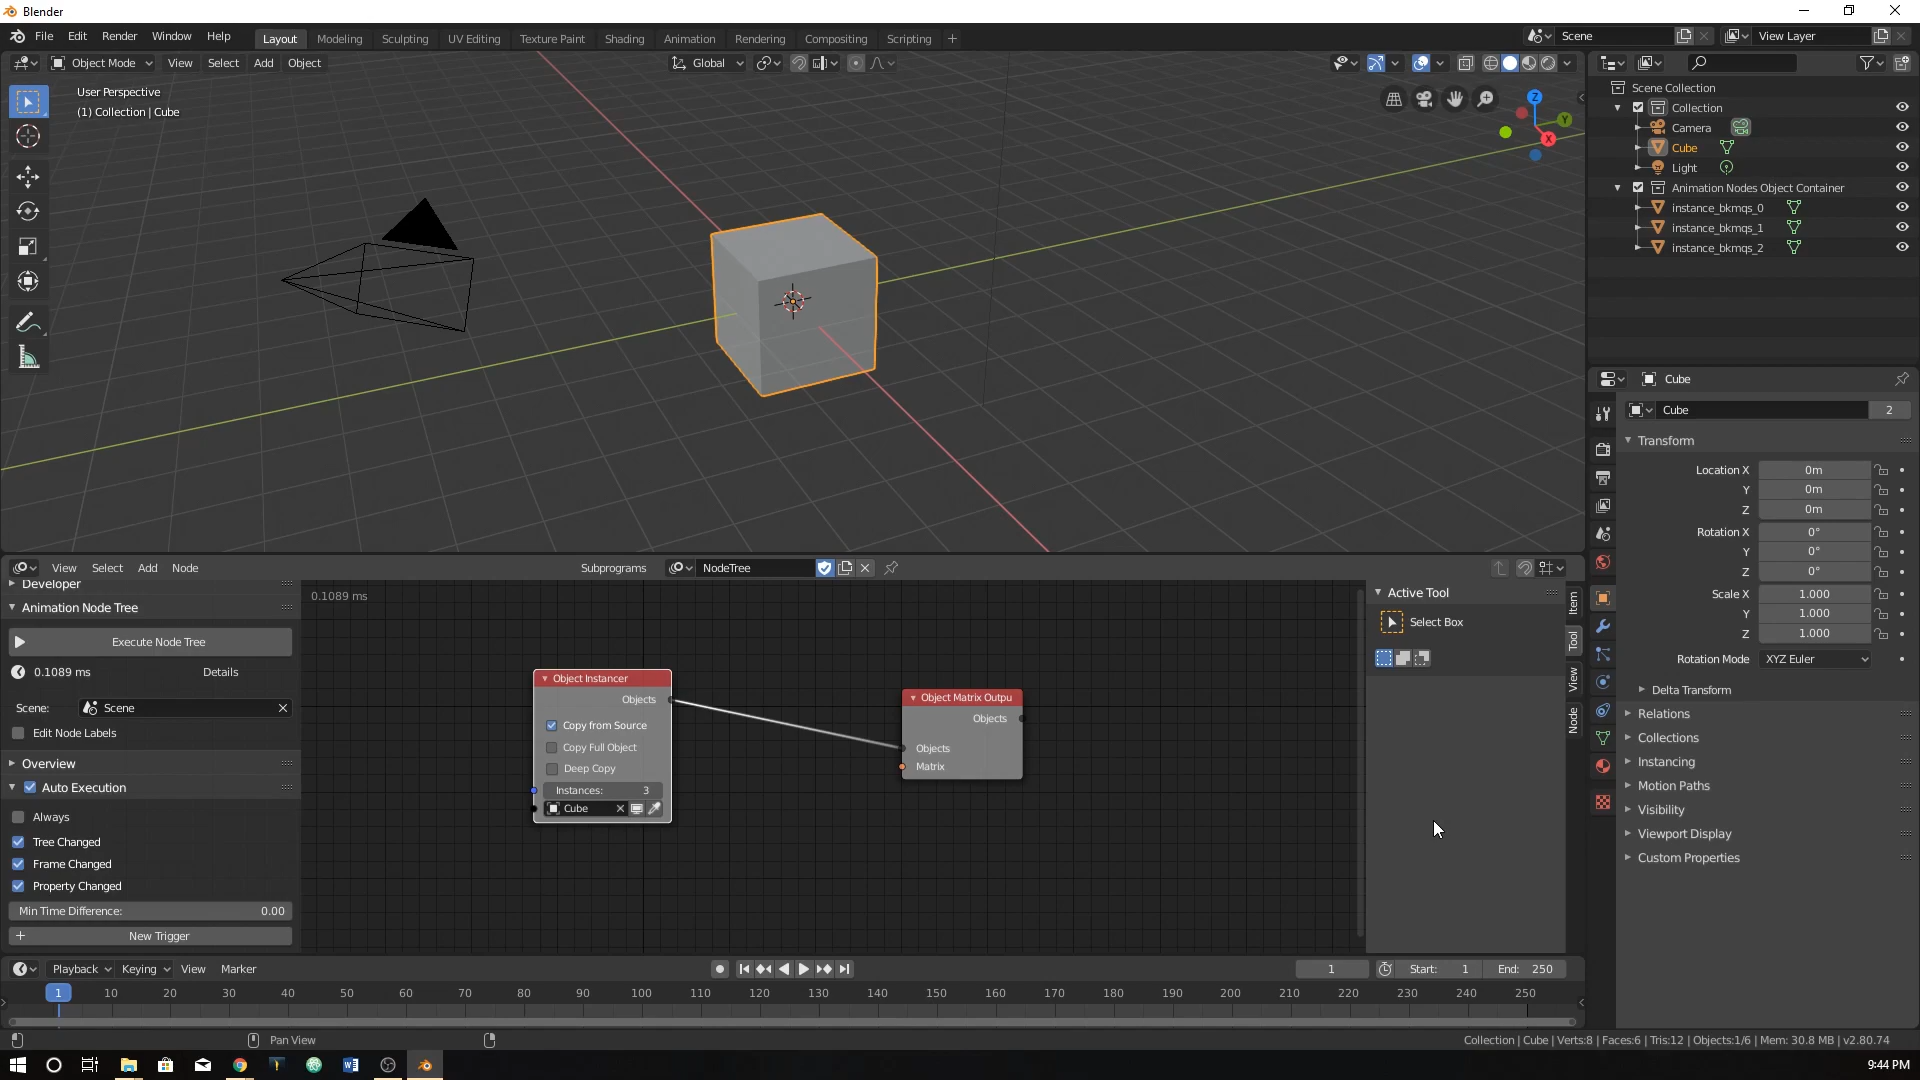 Blender
File Edit Render Window Help
Layout Modeling Sculpting UV Editing Texture Paint Shading Animation Rendering Compositing Scripting +
Scene View Layer
Object Mode View Select Add Object
Global
User Perspective
(1) Collection | Cube
Z
Y
X
Scene Collection
Collection
Camera
Cube
Light
Animation Nodes Object Container
instance_bkmqs_0
instance_bkmqs_1
instance_bkmqs_2
Cube
Cube 2
Transform
Location X 0m
Y 0m
Z 0m
Rotation X 0°
Y 0°
Z 0°
Scale X 1.000
Y 1.000
Z 1.000
Rotation Mode XYZ Euler
Delta Transform
Relations
Collections
Instancing
Motion Paths
Visibility
Viewport Display
Custom Properties
View Select Add Node
Subprograms NodeTree
Developer
Animation Node Tree
Execute Node Tree
0.1089 ms Details
Scene: Scene
Edit Node Labels
Overview
Auto Execution
Always
Tree Changed
Frame Changed
Property Changed
Min Time Difference: 0.00
+ New Trigger
0.1089 ms
Object Instancer
Objects
Copy from Source
Copy Full Object
Deep Copy
Instances: 3
Cube
Object Matrix Outpu
Objects
Objects
Matrix
Active Tool
Select Box
Item
Tool
View
Node
Playback Keying View Marker
1 Start: 1 End: 250
1 10 20 30 40 50 60 70 80 90 100 110 120 130 140 150 160 170 180 190 200 210 220 230 240 250
Pan View
Collection | Cube | Verts:8 | Faces:6 | Tris:12 | Objects:1/6 | Mem: 30.8 MB | v2.80.74
9:44 PM